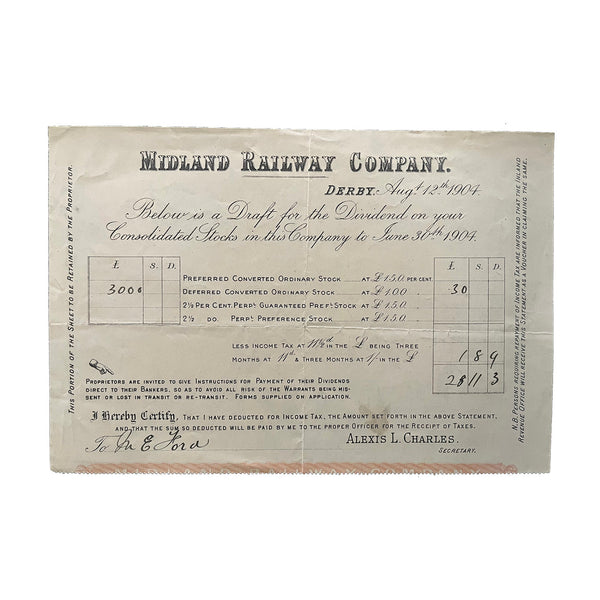 MIDLAND RAILWAY COMPANY.
DERBY. Augt. 12th 1904.
Below is a Draft for the Dividend on your
Consolidated Stocks in this Company to June 30th 1904.
£ S. D. £ S. D.
PREFERRED CONVERTED ORDINARY STOCK AT £1.5.0. PER CENT.
3000 DEFERRED CONVERTED ORDINARY STOCK AT £1.0.0. 30
2½ PER CENT. PERPL. GUARANTEED PREFL. STOCK AT £1.5.0.
2½ DO. PERPL. PREFERENCE STOCK AT £1.5.0.
LESS INCOME TAX AT 11½d IN THE £ BEING THREE
MONTHS AT 11d & THREE MONTHS AT 1/- IN THE £ 1 8 9
28 11 3
PROPRIETORS ARE INVITED TO GIVE INSTRUCTIONS FOR PAYMENT OF THEIR DIVIDENDS
DIRECT TO THEIR BANKERS, SO AS TO AVOID ALL RISK OF THE WARRANTS BEING MIS-
SENT OR LOST IN TRANSIT OR RE-TRANSIT. FORMS SUPPLIED ON APPLICATION.
I Hereby Certify, THAT I HAVE DEDUCTED FOR INCOME TAX, THE AMOUNT SET FORTH IN THE ABOVE STATEMENT,
AND THAT THE SUM SO DEDUCTED WILL BE PAID BY ME TO THE PROPER OFFICER FOR THE RECEIPT OF TAXES.
To M E Ford
ALEXIS L. CHARLES.
SECRETARY.
THIS PORTION OF THE SHEET TO BE RETAINED BY THE PROPRIETOR.
N.B. PERSONS REQUIRING REPAYMENT OF INCOME TAX ARE INFORMED THAT THE INLAND
REVENUE OFFICE WILL RECEIVE THIS STATEMENT AS A VOUCHER IN CLAIMING THE SAME.